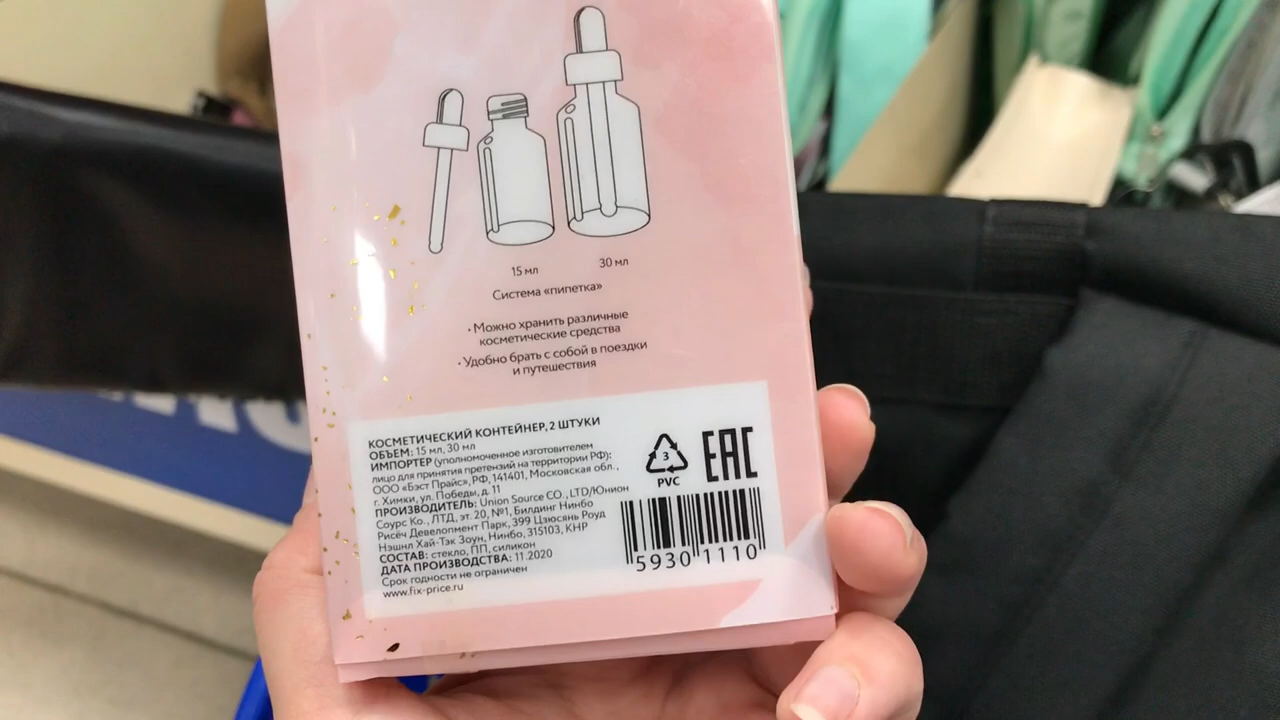 15 мл
30 мл
Система «пипетка»
• Можно хранить различные
косметические средства
• Удобно брать с собой в поездки
и путешествия
КОСМЕТИЧЕСКИЙ КОНТЕЙНЕР, 2 ШТУКИ
ОБЪЕМ: 15 мл, 30 мл
ИМПОРТЕР (уполномоченное изготовителем
лицо для принятия претензий на территории РФ):
ООО «Бэст Прайс», РФ, 141401, Московская обл.,
г. Химки, ул. Победы, д. 11
ПРОИЗВОДИТЕЛЬ: Union Source CO., LTD/Юнион
Соурс Ко., ЛТД, эт. 20, №1, Билдинг Нинбо
Рисёч Девелопмент Парк, 399 Цзюсянь Роуд
Нэшнл Хай-Тэк Зоун, Нинбо, 315103, КНР
СОСТАВ: стекло, ПП, силикон
ДАТА ПРОИЗВОДСТВА: 11.2020
Срок годности не ограничен
www.fix-price.ru
3
PVC
EAC
5930 1110